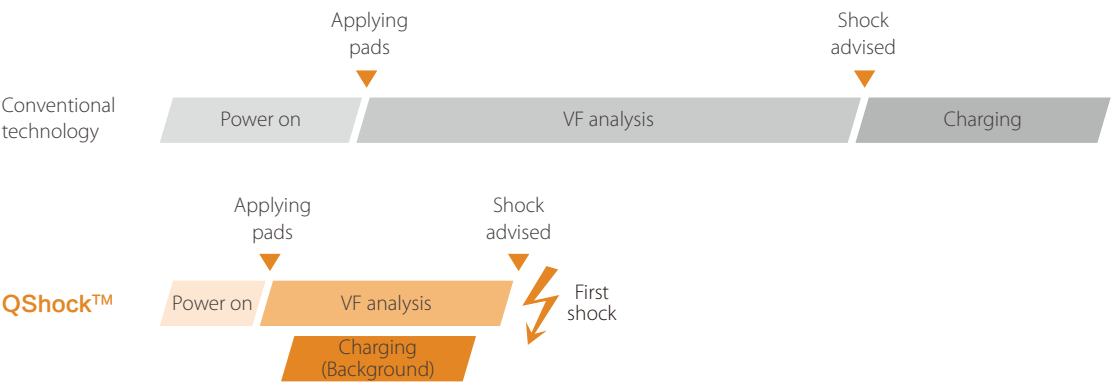 Applying
pads
Shock
advised
Conventional
technology
Power on
VF analysis
Charging
Applying
pads
Shock
advised
QShock™
Power on
VF analysis
First
shock
Charging
(Background)